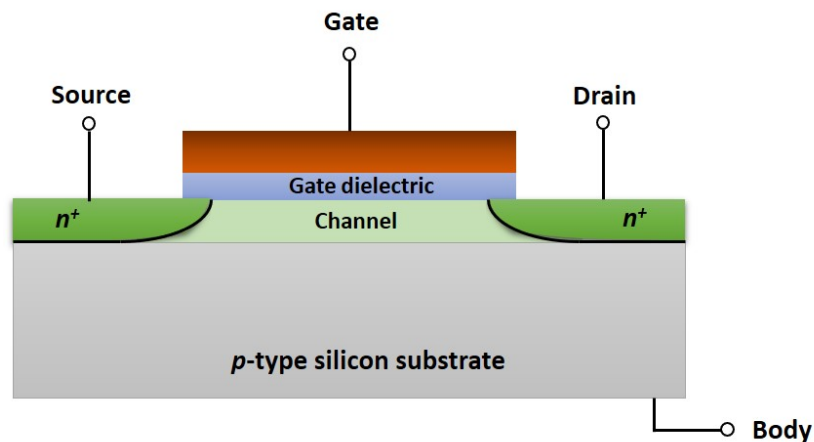 Gate
Source
Drain
Gate dielectric
n⁺
Channel
n⁺
p-type silicon substrate
Body